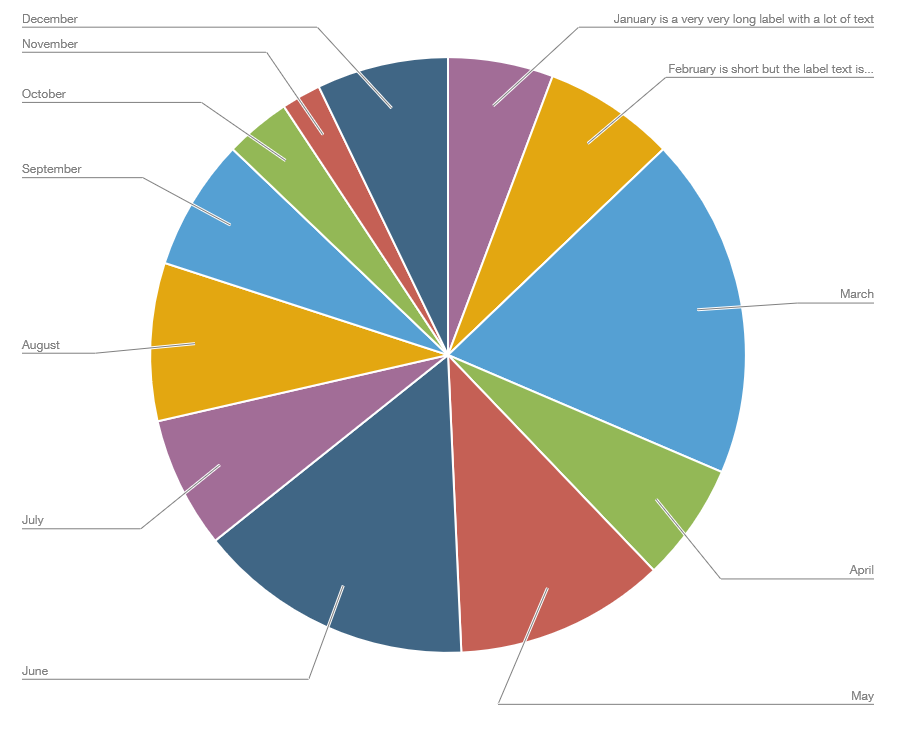 December
January is a very very long label with a lot of text
November
February is short but the label text is...
October
September
March
August
July
April
June
May